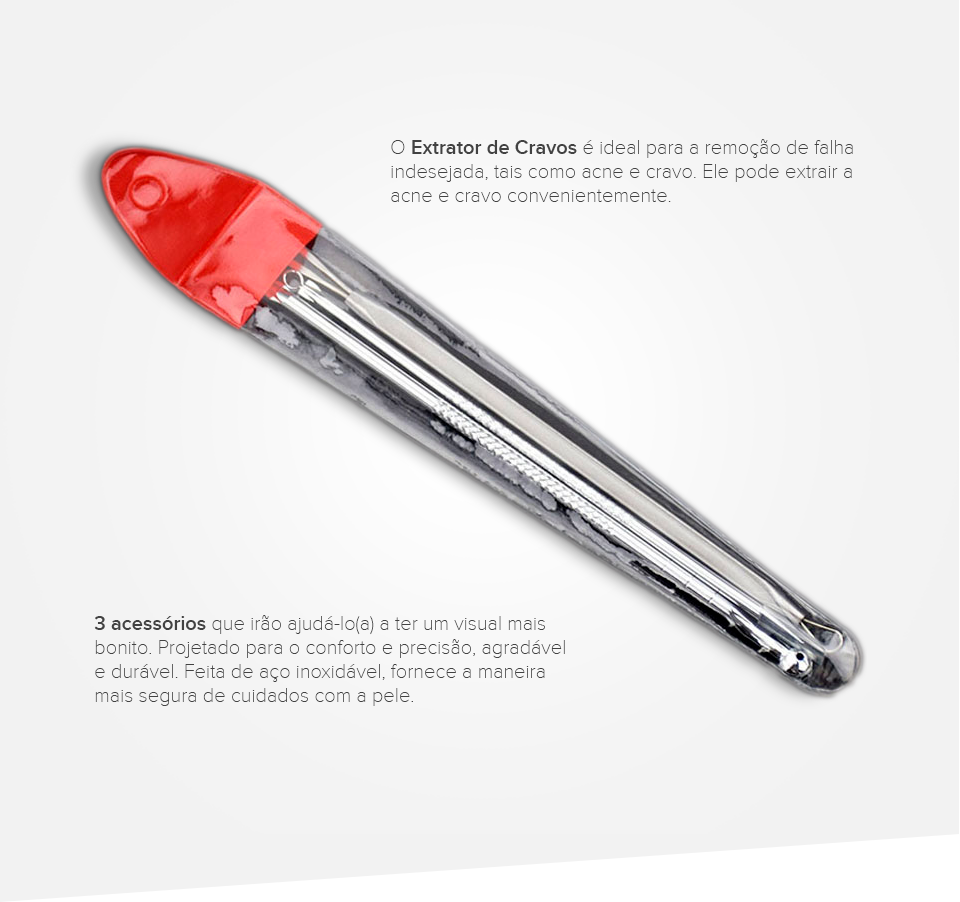 O Extrator de Cravos é ideal para a remoção de falha
indesejada, tais como acne e cravo. Ele pode extrair a
acne e cravo convenientemente.
3 acessórios que irão ajudá-lo(a) a ter um visual mais
bonito. Projetado para o conforto e precisão, agradável
e durável. Feita de aço inoxidável, fornece a maneira
mais segura de cuidados com a pele.